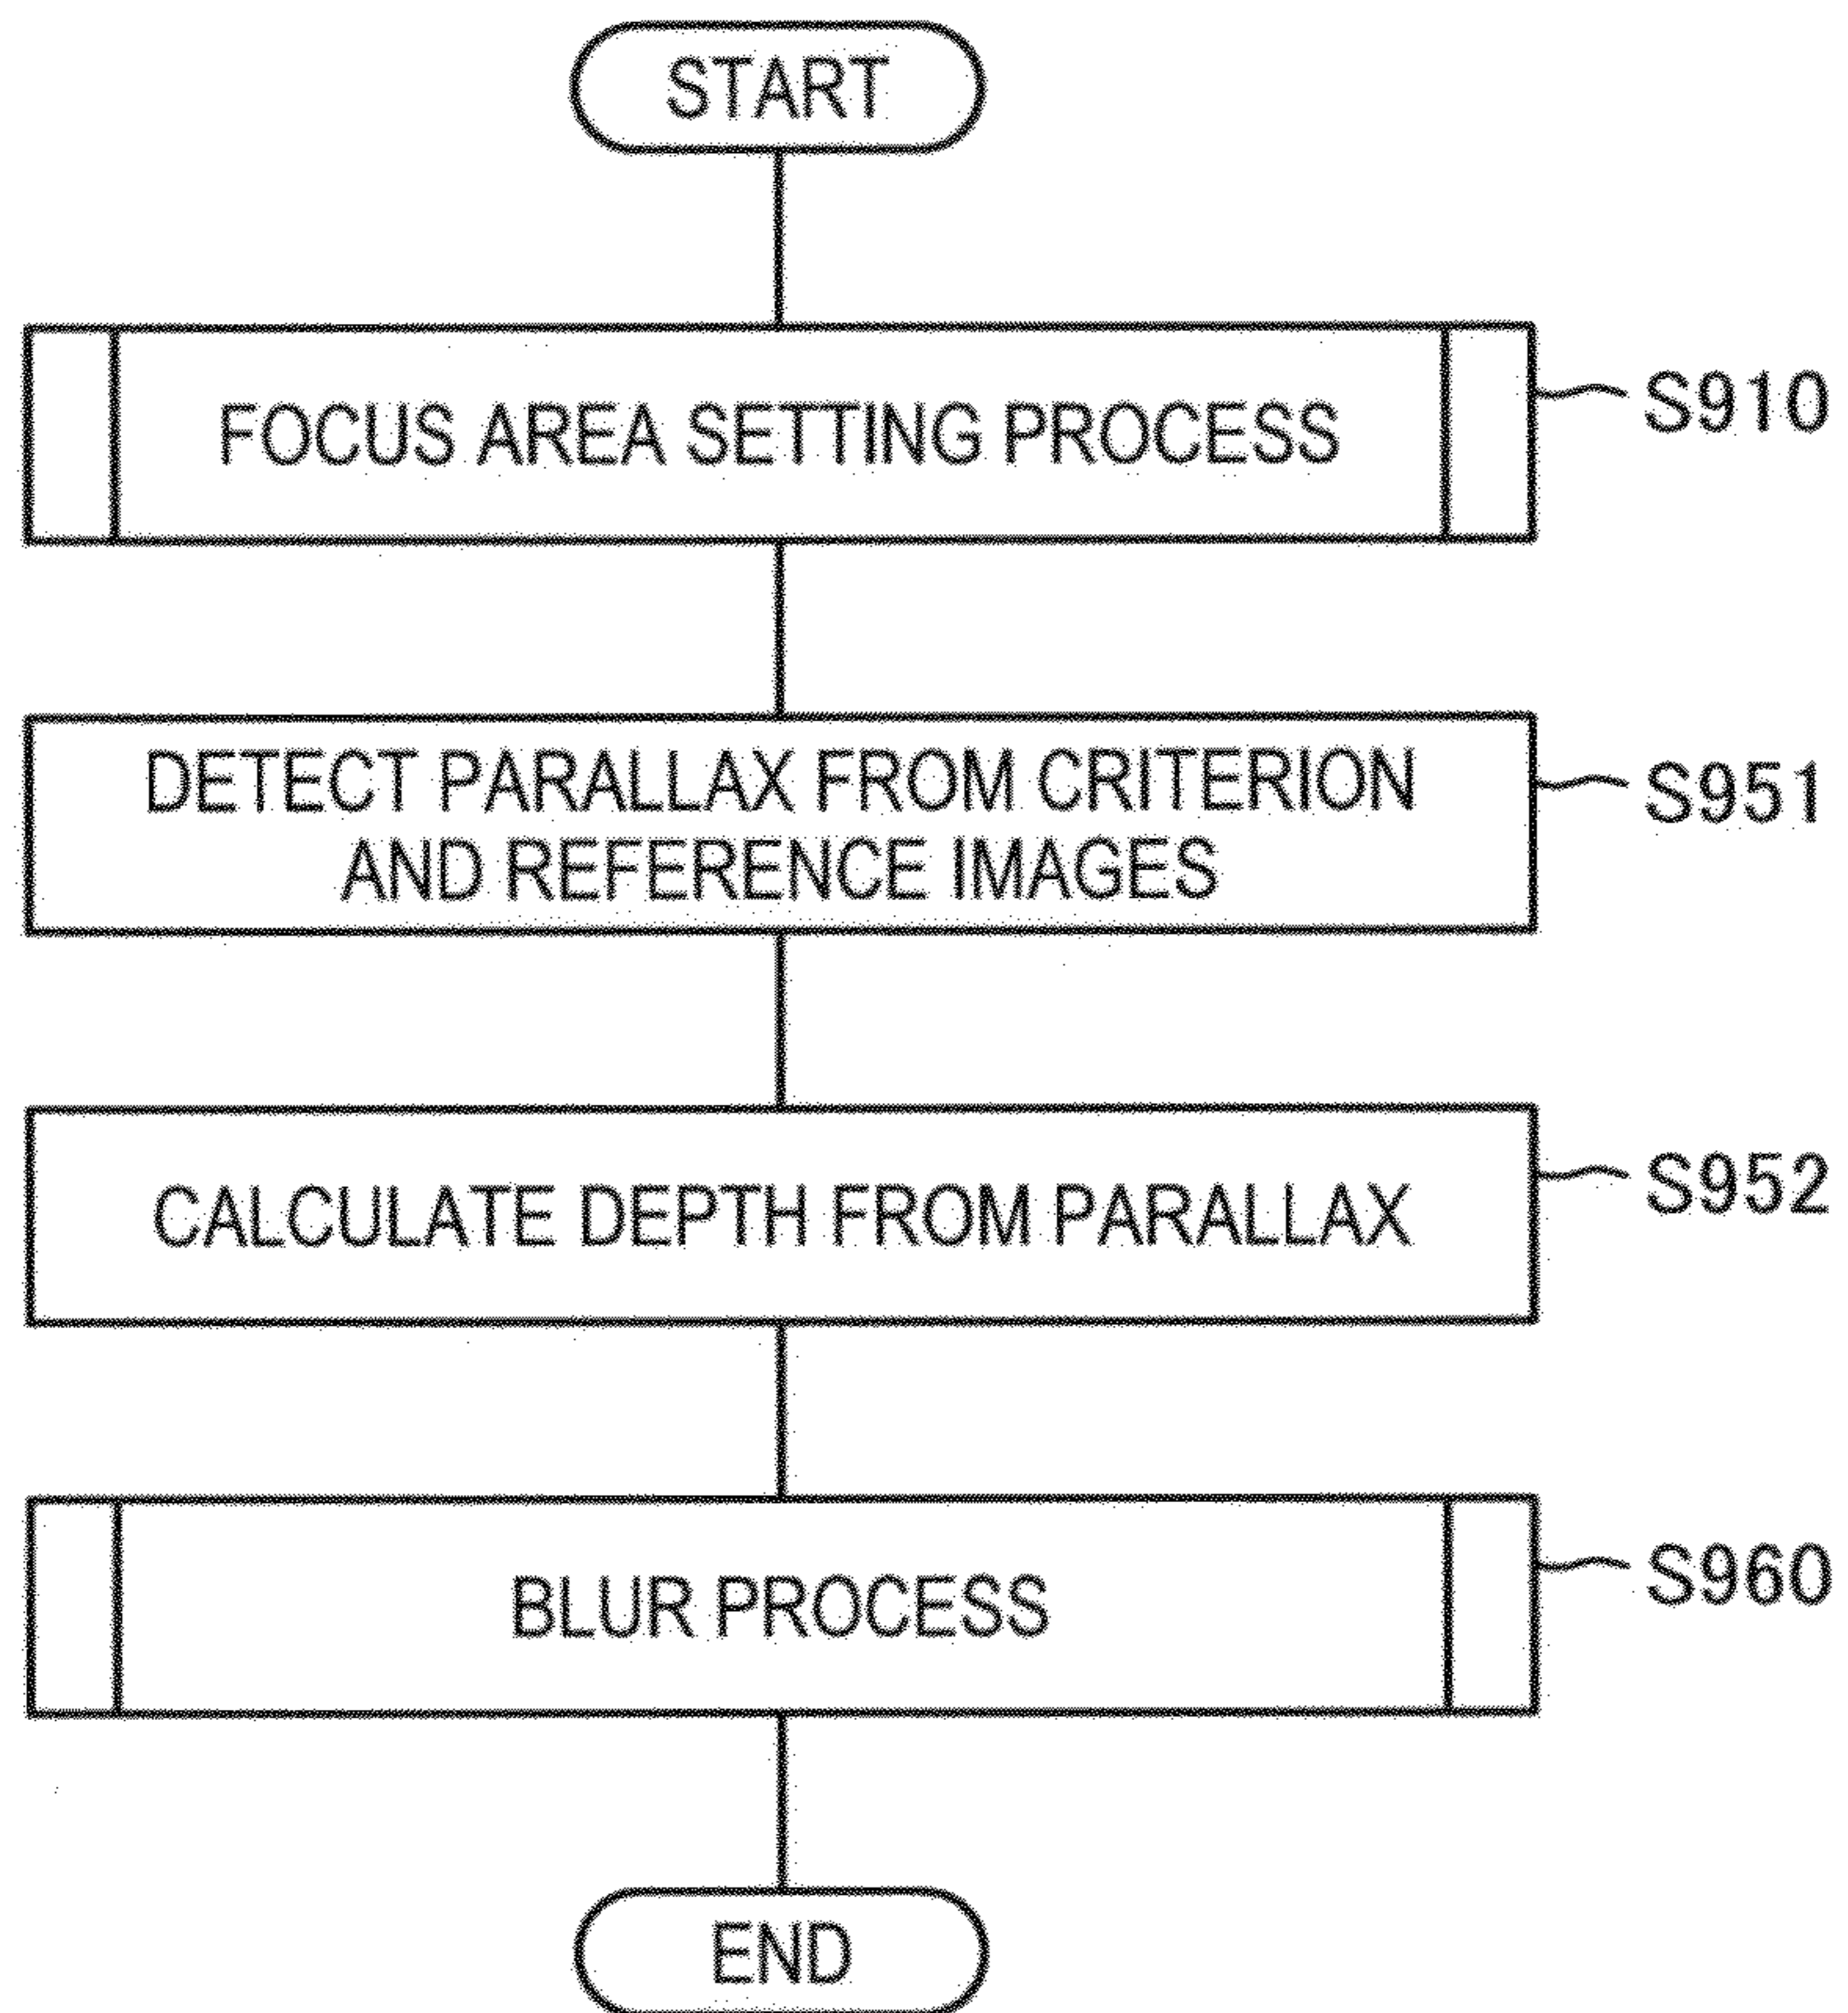 START
FOCUS AREA SETTING PROCESS
S910
DETECT PARALLAX FROM CRITERION
AND REFERENCE IMAGES
S951
CALCULATE DEPTH FROM PARALLAX
S952
BLUR PROCESS
S960
END